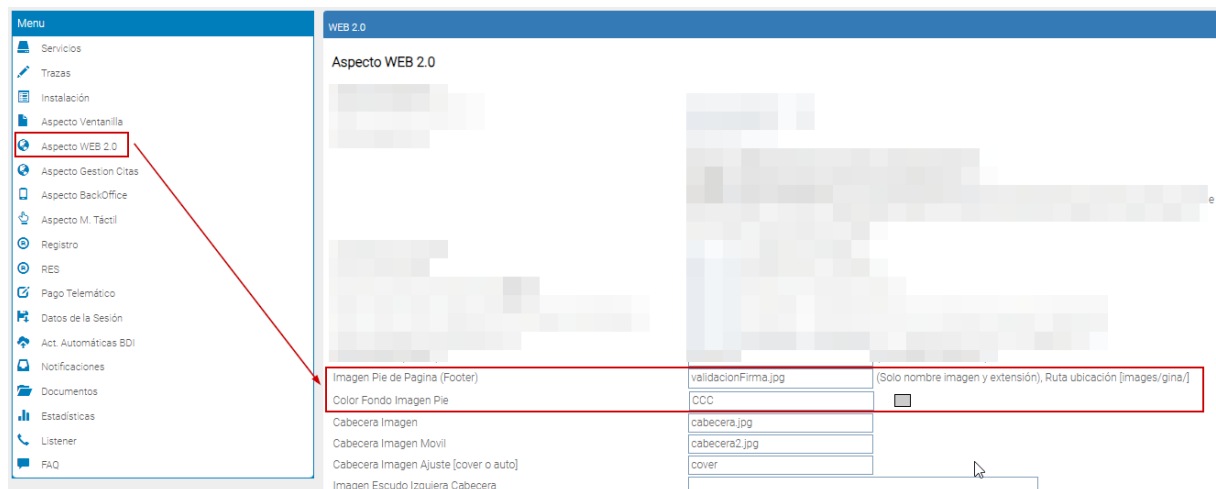 Menu
Servicios
Trazas
Instalación
Aspecto Ventanilla
Aspecto WEB 2.0
Aspecto Gestion Citas
Aspecto BackOffice
Aspecto M. Táctil
Registro
RES
Pago Telemático
Datos de la Sesión
Act. Automáticas BDI
Notificaciones
Documentos
Estadísticas
Listener
FAQ
WEB 2.0
Aspecto WEB 2.0
e
Imagen Pie de Pagina (Footer) validacionFirma.jpg (Solo nombre imagen y extensión), Ruta ubicación [images/gina/]
Color Fondo Imagen Pie CCC
Cabecera Imagen cabecera.jpg
Cabecera Imagen Movil cabecera2.jpg
Cabecera Imagen Ajuste [cover o auto] cover
Imagen Escudo Izquiera Cabecera